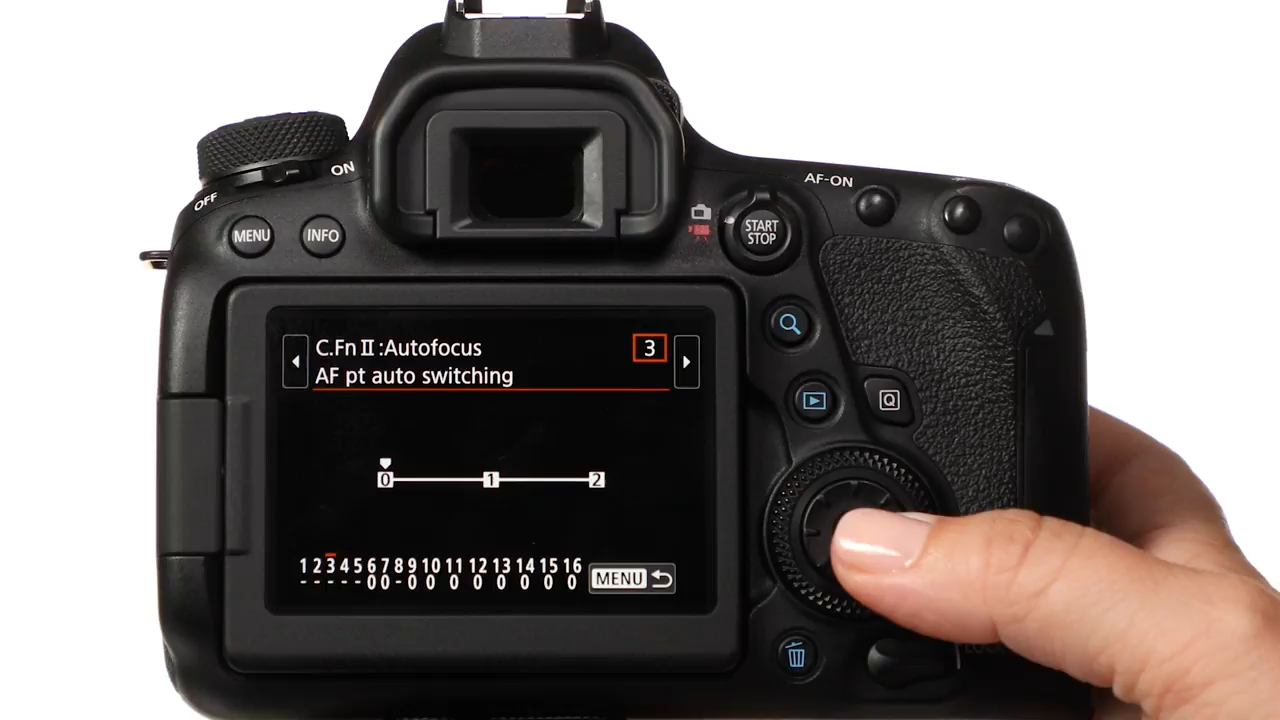 ON
OFF
MENU
INFO
START
STOP
AF-ON
Q
C.Fn II :Autofocus
3
AF pt auto switching
0 1 2
1 2 3 4 5 6 7 8 9 10 11 12 13 14 15 16
- - - - - 0 0 - 0 0 0 0 0 0 0 0
MENU